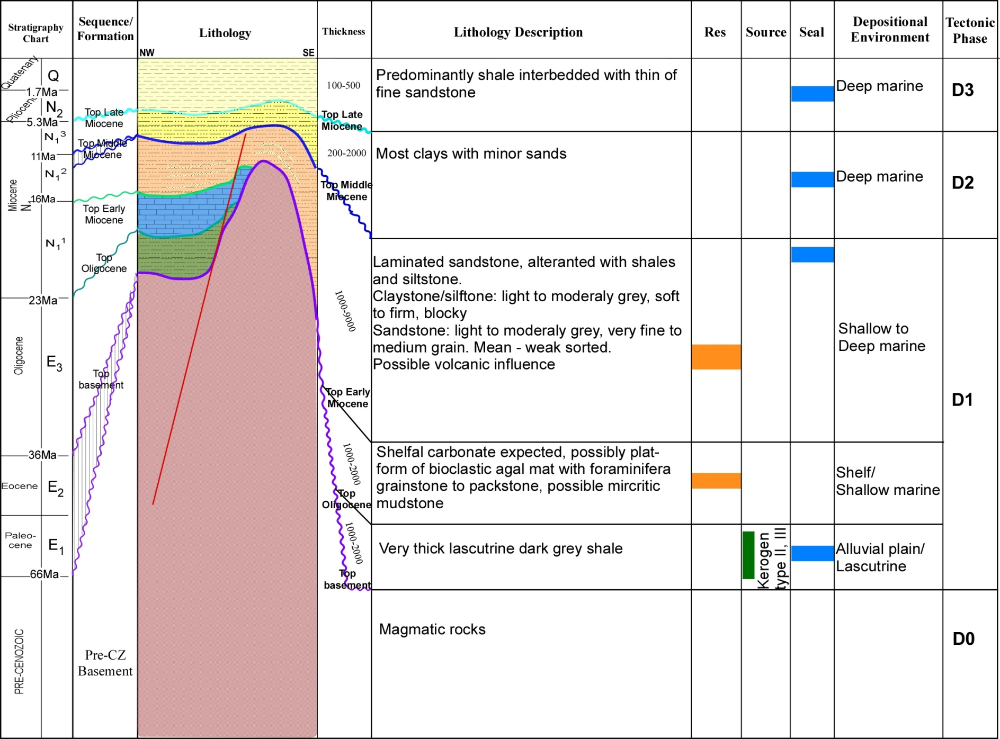 Stratigraphy
Chart
Sequence/
Formation
Lithology
NW
SE
Thickness
Lithology Description
Res
Source
Seal
Depositional
Environment
Tectonic
Phase
Quaternary
Q
1.7Ma
Pliocene
N2
5.3Ma
N1 3
11Ma
N1 2
Miocene
N1
16Ma
N1 1
23Ma
Oligocene
E3
36Ma
Eocene
E2
Paleo-
cene
E1
66Ma
PRE-CENOZOIC
Top Late
Miocene
Top Middle
Miocene
Top Early
Miocene
Top
Oligocene
Top
basement
Pre-CZ
Basement
100-500
Top Late
Miocene
200-2000
Top Middle
Miocene
1000-9000
Top Early
Miocene
1000-2000
Top
Oligocene
1000-2000
Top
basement
Predominantly shale interbedded with thin of
fine sandstone
Deep marine
D3
Most clays with minor sands
Deep marine
D2
Laminated sandstone, alteranted with shales
and siltstone.
Claystone/silftone: light to moderaly grey, soft
to firm, blocky
Sandstone: light to moderaly grey, very fine to
medium grain. Mean - weak sorted.
Possible volcanic influence
Shallow to
Deep marine
D1
Shelfal carbonate expected, possibly plat-
form of bioclastic agal mat with foraminifera
grainstone to packstone, possible mircritic
mudstone
Shelf/
Shallow marine
Very thick lascutrine dark grey shale
Kerogen
type II, III
Alluvial plain/
Lascutrine
Magmatic rocks
D0